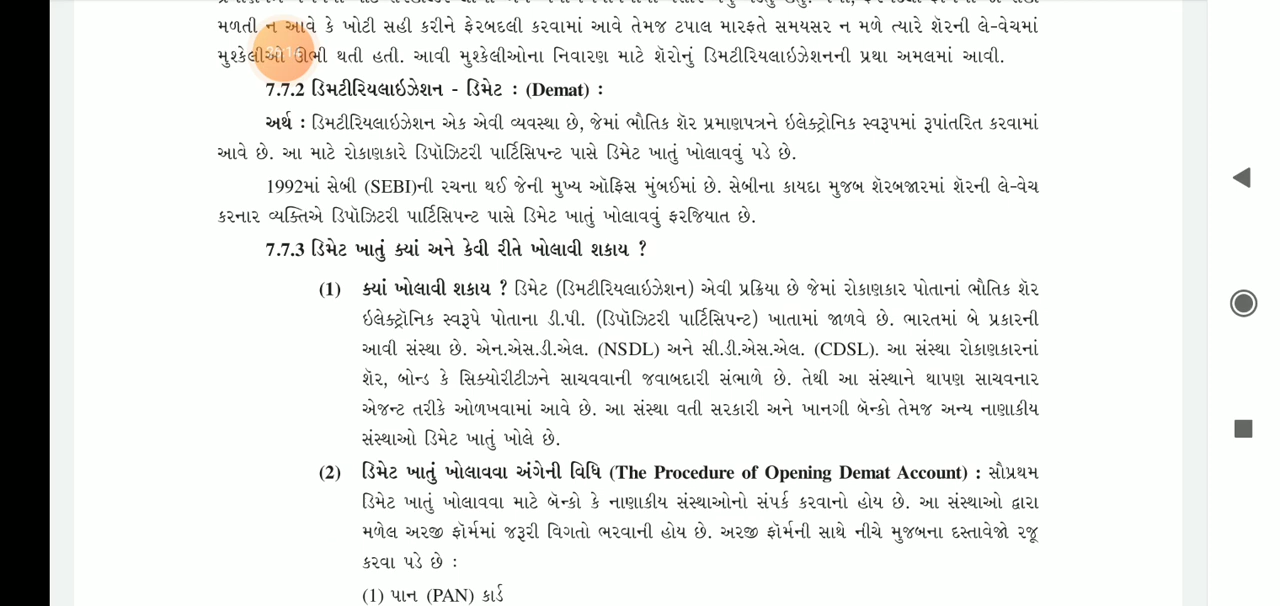 મળતી ન આવે કે ખોટી સહી કરીને ફેરબદલી કરવામાં આવે તેમજ ટપાલ મારફતે સમયસર ન મળે ત્યારે શૅરની લે-વેચમાં
મુશ્કેલીઓ ઊભી થતી હતી. આવી મુશ્કેલીઓના નિવારણ માટે શૅરોનું ડિમટીરિયલાઇઝેશનની પ્રથા અમલમાં આવી.
7.7.2 ડિમટીરિયલાઇઝેશન - ડિમેટ : (Demat) :
અર્થ : ડિમટીરિયલાઇઝેશન એક એવી વ્યવસ્થા છે, જેમાં ભૌતિક શૅર પ્રમાણપત્રને ઇલેક્ટ્રોનિક સ્વરૂપમાં રૂપાંતરિત કરવામાં
આવે છે. આ માટે રોકાણકારે ડિપૉઝિટરી પાર્ટિસિપન્ટ પાસે ડિમેટ ખાતું ખોલાવવું પડે છે.
1992માં સેબી (SEBI)ની રચના થઈ જેની મુખ્ય ઑફિસ મુંબઈમાં છે. સેબીના કાયદા મુજબ શૅરબજારમાં શૅરની લે-વેચ
કરનાર વ્યક્તિએ ડિપૉઝિટરી પાર્ટિસિપન્ટ પાસે ડિમેટ ખાતું ખોલાવવું ફરજિયાત છે.
7.7.3 ડિમેટ ખાતું ક્યાં અને કેવી રીતે ખોલાવી શકાય ?
(1) ક્યાં ખોલાવી શકાય ? ડિમેટ (ડિમટીરિયલાઇઝેશન) એવી પ્રક્રિયા છે જેમાં રોકાણકાર પોતાનાં ભૌતિક શૅર
ઇલેક્ટ્રૉનિક સ્વરૂપે પોતાના ડી.પી. (ડિપૉઝિટરી પાર્ટિસિપન્ટ) ખાતામાં જાળવે છે. ભારતમાં બે પ્રકારની
આવી સંસ્થા છે. એન.એસ.ડી.એલ. (NSDL) અને સી.ડી.એસ.એલ. (CDSL). આ સંસ્થા રોકાણકારનાં
શૅર, બોન્ડ કે સિક્યોરીટીઝને સાચવવાની જવાબદારી સંભાળે છે. તેથી આ સંસ્થાને થાપણ સાચવનાર
એજન્ટ તરીકે ઓળખવામાં આવે છે. આ સંસ્થા વતી સરકારી અને ખાનગી બૅન્કો તેમજ અન્ય નાણાકીય
સંસ્થાઓ ડિમેટ ખાતું ખોલે છે.
(2) ડિમેટ ખાતું ખોલાવવા અંગેની વિધિ (The Procedure of Opening Demat Account) : સૌપ્રથમ
ડિમેટ ખાતું ખોલાવવા માટે બૅન્કો કે નાણાકીય સંસ્થાઓનો સંપર્ક કરવાનો હોય છે. આ સંસ્થાઓ દ્વારા
મળેલ અરજી ફૉર્મમાં જરૂરી વિગતો ભરવાની હોય છે. અરજી ફૉર્મની સાથે નીચે મુજબના દસ્તાવેજો રજૂ
કરવા પડે છે :
(1) પાન (PAN) કાર્ડ